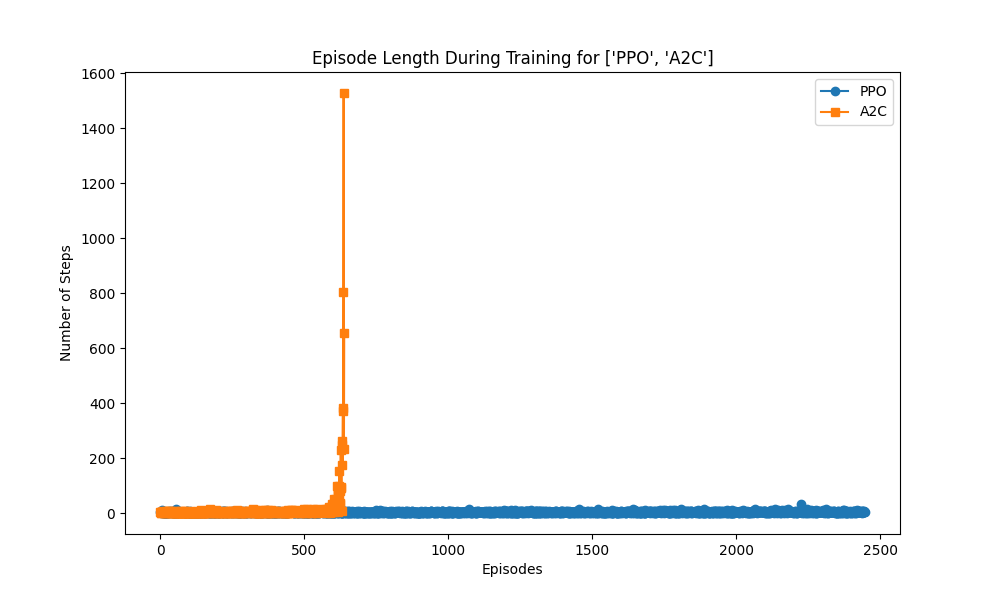 Episode Length During Training for ['PPO', 'A2C']
PPO
A2C
Number of Steps
1600
1400
1200
1000
800
600
400
200
0
0 500 1000 1500 2000 2500
Episodes